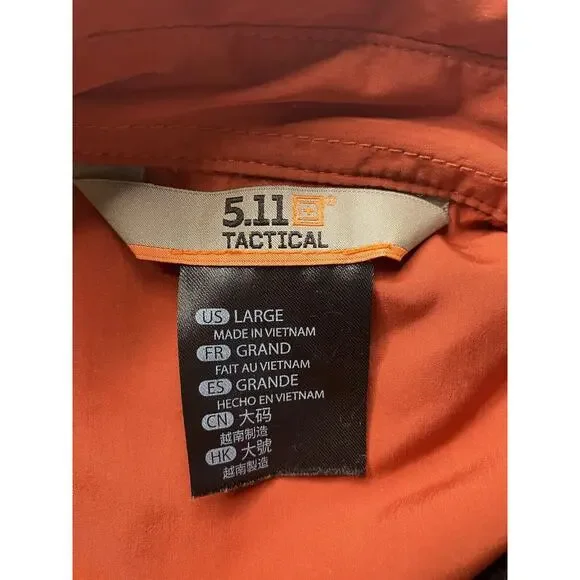 5.11
TACTICAL
US LARGE
MADE IN VIETNAM
FR GRAND
FAIT AU VIETNAM
ES GRANDE
HECHO EN VIETNAM
CN 大码
越南制造
HK 大號
越南製造